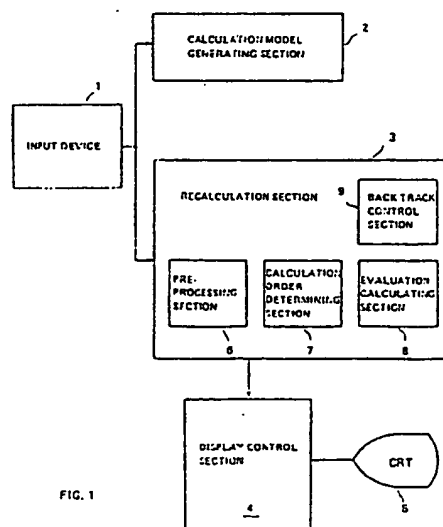 2
CALCULATION MODEL
GENERATING SECTION
1
INPUT DEVICE
3
RECALCULATION SECTION
9
BACK TRACK
CONTROL
SECTION
PRE-
PROCESSING
SECTION
CALCULATION
ORDER
DETERMINING
SECTION
EVALUATION
CALCULATING
SECTION
6
7
8
DISPLAY CONTROL
SECTION
4
CRT
5
FIG. 1